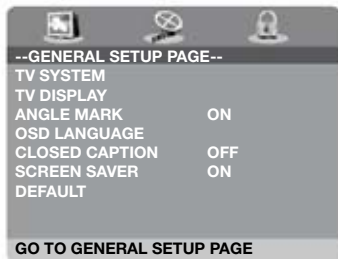 --GENERAL SETUP PAGE--
TV SYSTEM
TV DISPLAY
ANGLE MARK ON
OSD LANGUAGE
CLOSED CAPTION OFF
SCREEN SAVER ON
DEFAULT
GO TO GENERAL SETUP PAGE